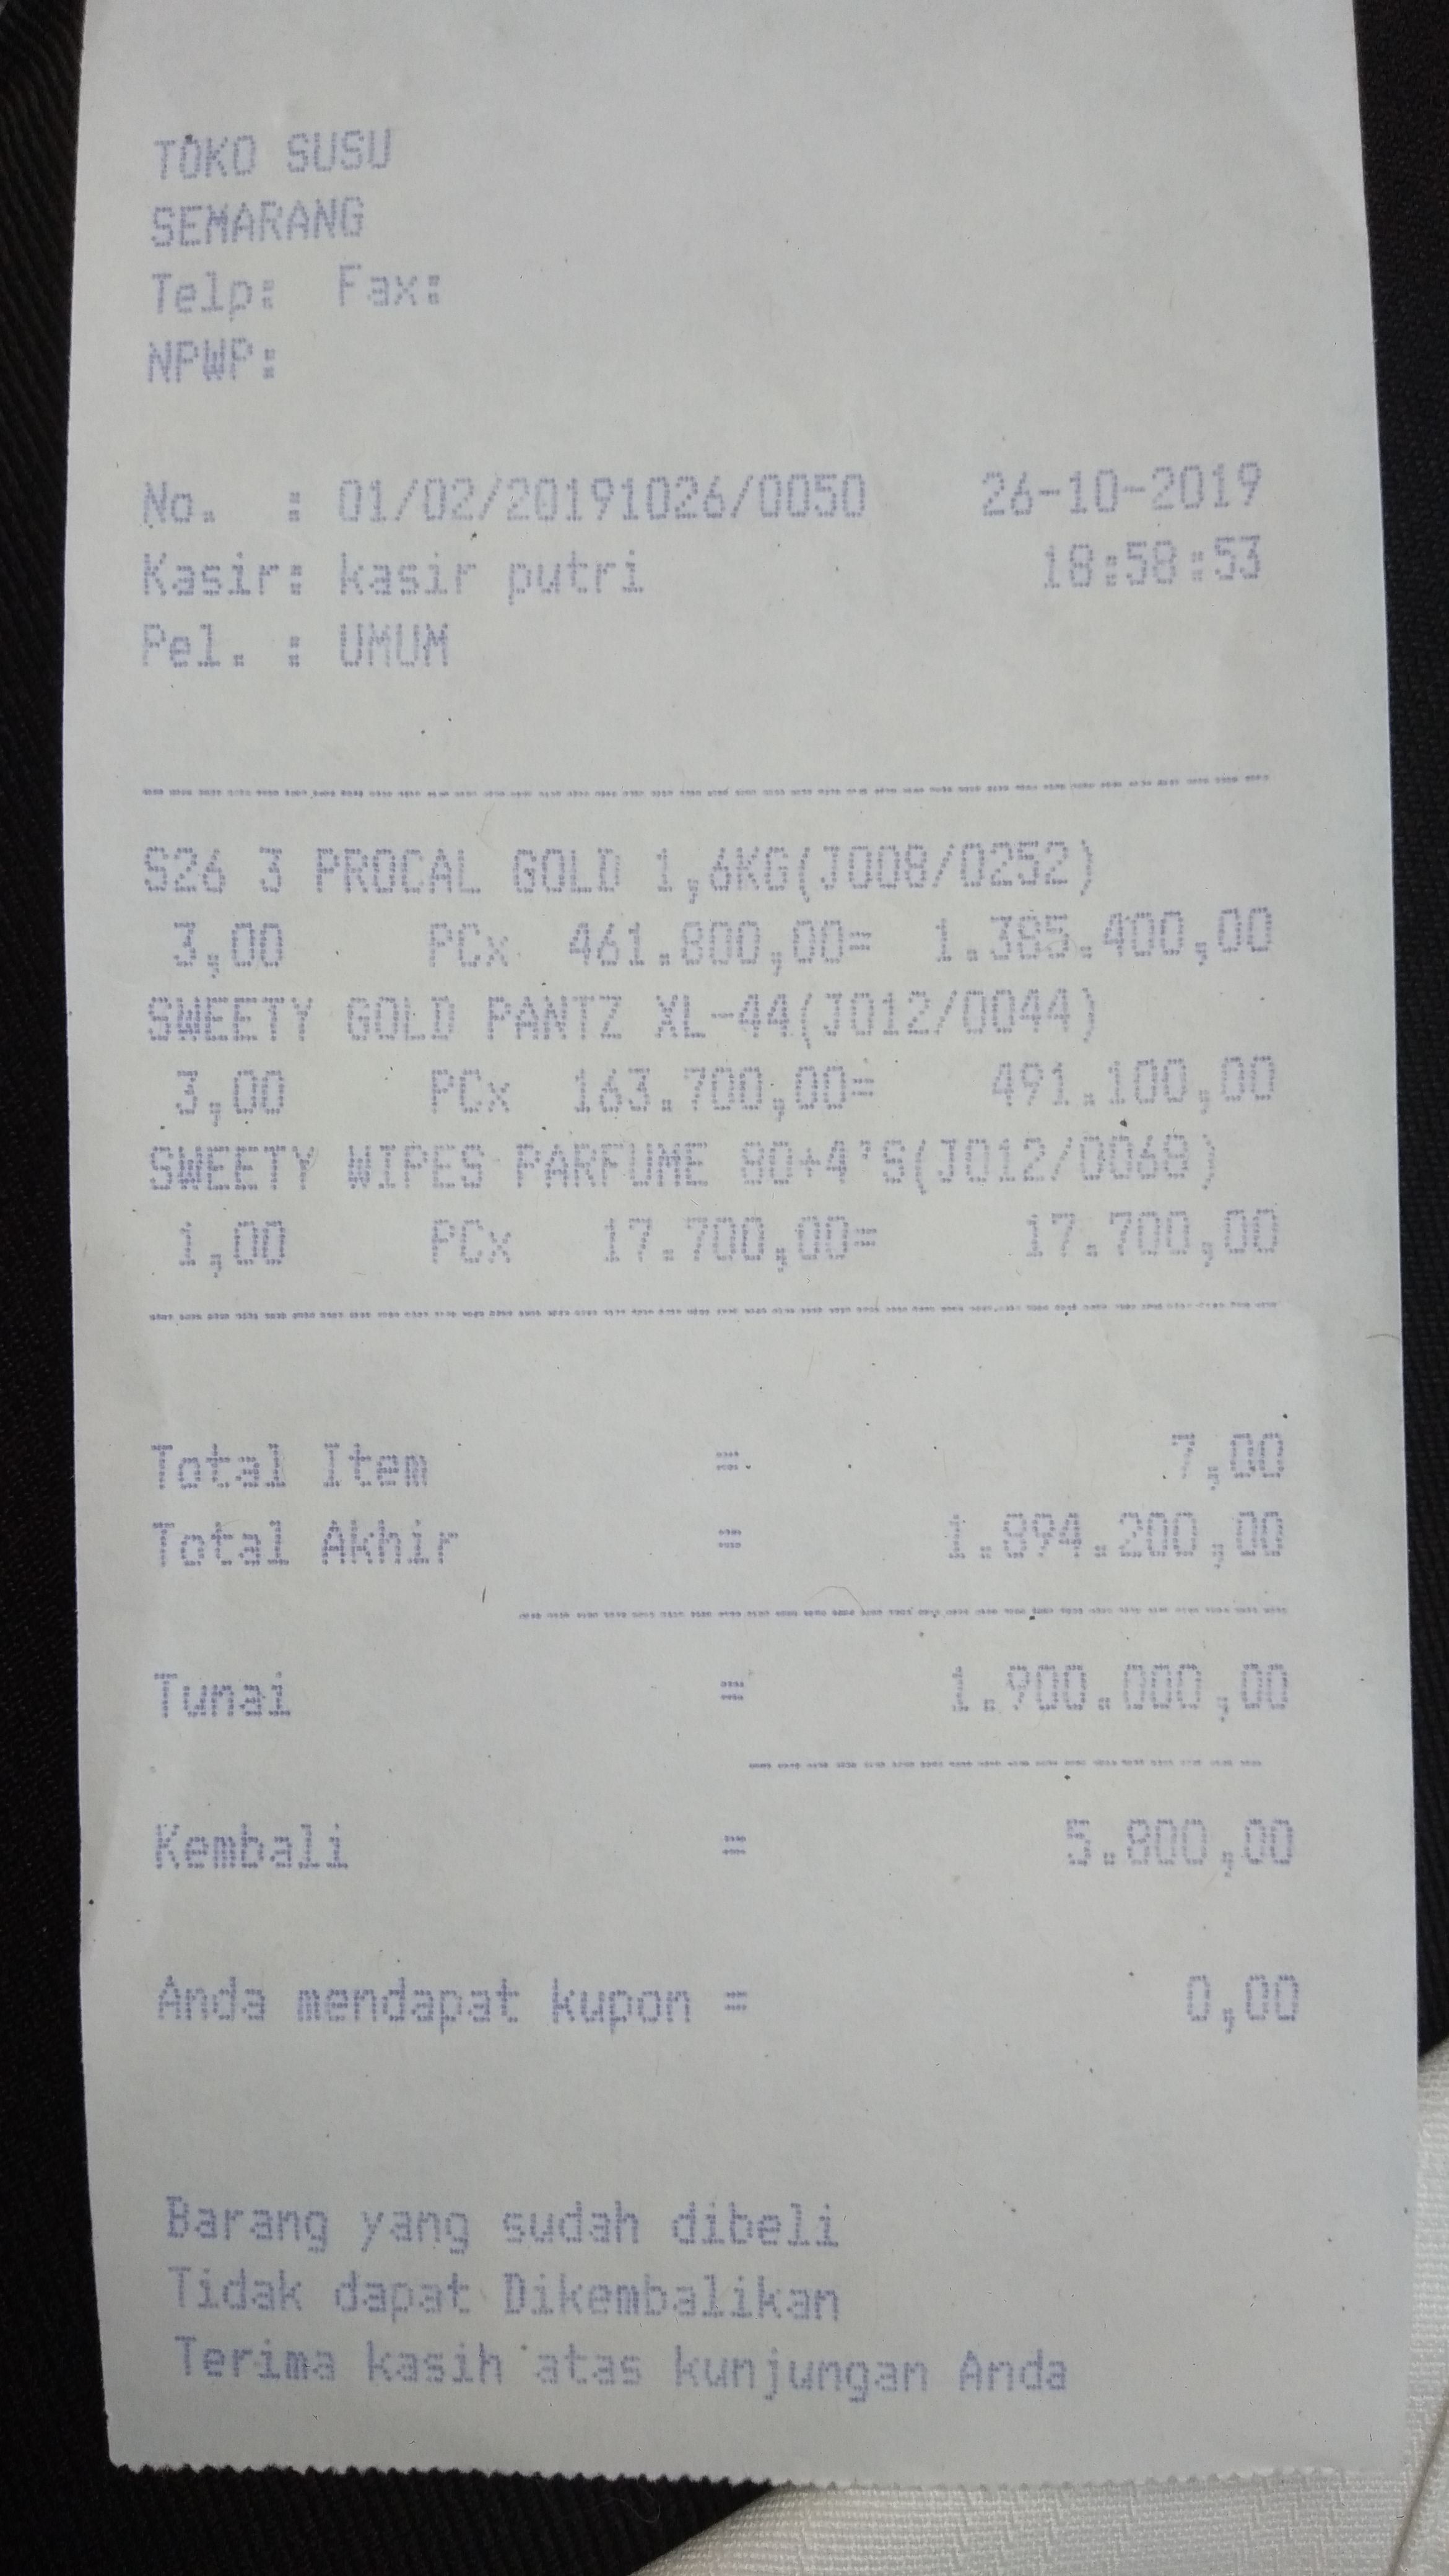 TOKO SUSU
SEMARANG
Telp:  Fax:
NPWP:
No.  : 01/02/20191026/0050 26-10-2019
Kasir: kasir putri 18:58:53
Pel. : UMUM
S26 3 PROCAL GOLD 1,6KG(J008/0252)
3,00 PCx 461.800,00= 1.385.400,00
SWEETY GOLD PANTZ XL-44(J012/0044)
3,00 PCx 163.700,00= 491.100,00
SWEETY WIPES PARFUME 60+4'S(J012/0068)
1,00 PCx 17.700,00= 17.700,00
Total Item = 7,00
Total Akhir = 1.894.200,00
Tunai = 1.900.000,00
Kembali = 5.800,00
Anda mendapat kupon = 0,00
Barang yang sudah dibeli
Tidak dapat Dikembalikan
Terima kasih atas kunjungan Anda